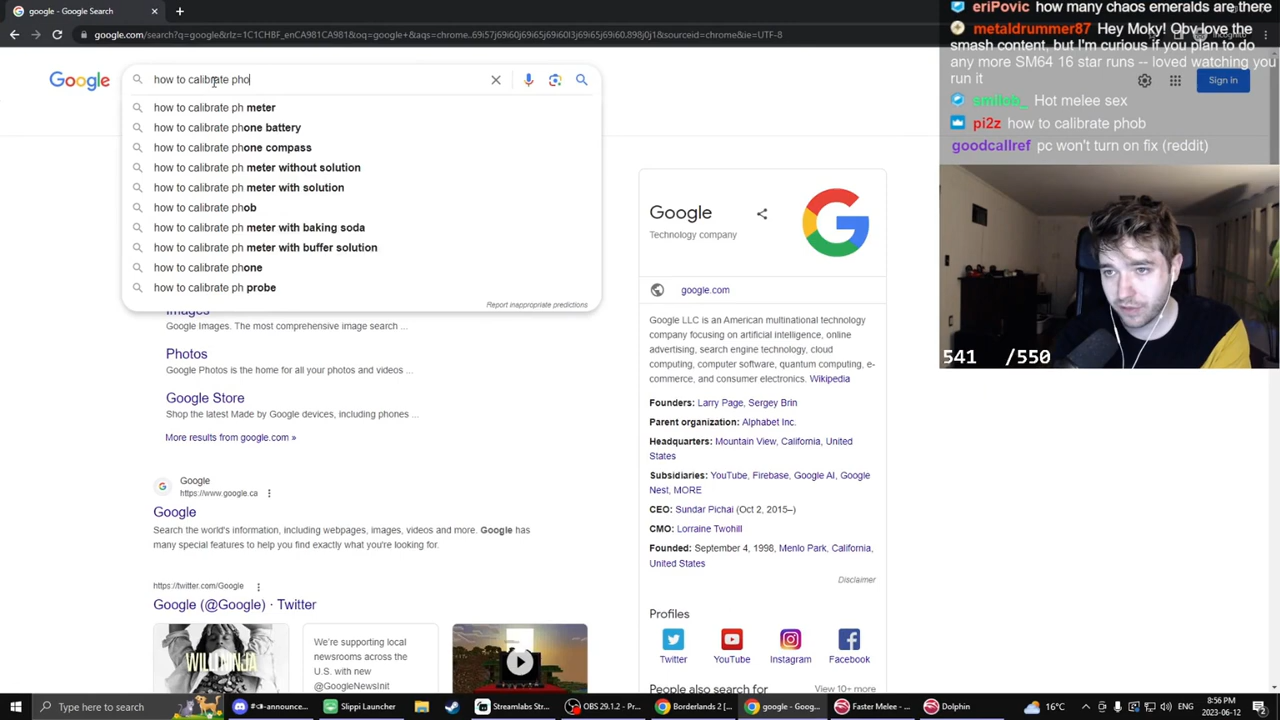 google - Google Search
google.com/search?q=google&rlz=1C1CHBF_enCA981CA981&oq=google+&aqs=chrome..69i57j69i60j69i60l3j69i65j69i60.898j0j1&sourceid=chrome&ie=UTF-8
Google
how to calibrate pho
Sign in
how to calibrate ph meter
how to calibrate phone battery
how to calibrate phone compass
how to calibrate ph meter without solution
how to calibrate ph meter with solution
how to calibrate phob
how to calibrate ph meter with baking soda
how to calibrate ph meter with buffer solution
how to calibrate phone
how to calibrate ph probe
Report inappropriate predictions
Images
Google Images. The most comprehensive image search ...
Photos
Google Photos is the home for all your photos and videos ...
Google Store
Shop the latest Made by Google devices, including phones ...
More results from google.com »
Google
https://www.google.ca
Google
Search the world's information, including webpages, images, videos and more. Google has
many special features to help you find exactly what you're looking for.
https://twitter.com/Google
Google (@Google) · Twitter
WILL NINJA
We're supporting local
newsrooms across the
U.S. with new
@GoogleNewsInit
Google
Technology company
google.com
Google LLC is an American multinational technology
company focusing on artificial intelligence, online
advertising, search engine technology, cloud
computing, computer software, quantum computing, e-
commerce, and consumer electronics. Wikipedia
Founders: Larry Page, Sergey Brin
Parent organization: Alphabet Inc.
Headquarters: Mountain View, California, United
States
Subsidiaries: YouTube, Firebase, Google AI, Google
Nest, MORE
CEO: Sundar Pichai (Oct 2, 2015–)
CMO: Lorraine Twohill
Founded: September 4, 1998, Menlo Park, California,
United States
Disclaimer
Profiles
Twitter
YouTube
Instagram
Facebook
People also search for
View 10+ more
eriPovic how many chaos emeralds are there
metaldrummer87 Hey Moky! Obv love the
smash content, but I'm curious if you plan to do
any more SM64 16 star runs -- loved watching you
run it
Hot melee sex
pi2z how to calibrate phob
goodcallref pc won't turn on fix (reddit)
541 /550
Type here to search
#📣-announce...
Slippi Launcher
Streamlabs Str...
OBS 29.1.2 - Pr...
Borderlands 2 [...
google - Goog...
Faster Melee - ...
Dolphin
16°C
8:56 PM
2023-06-12